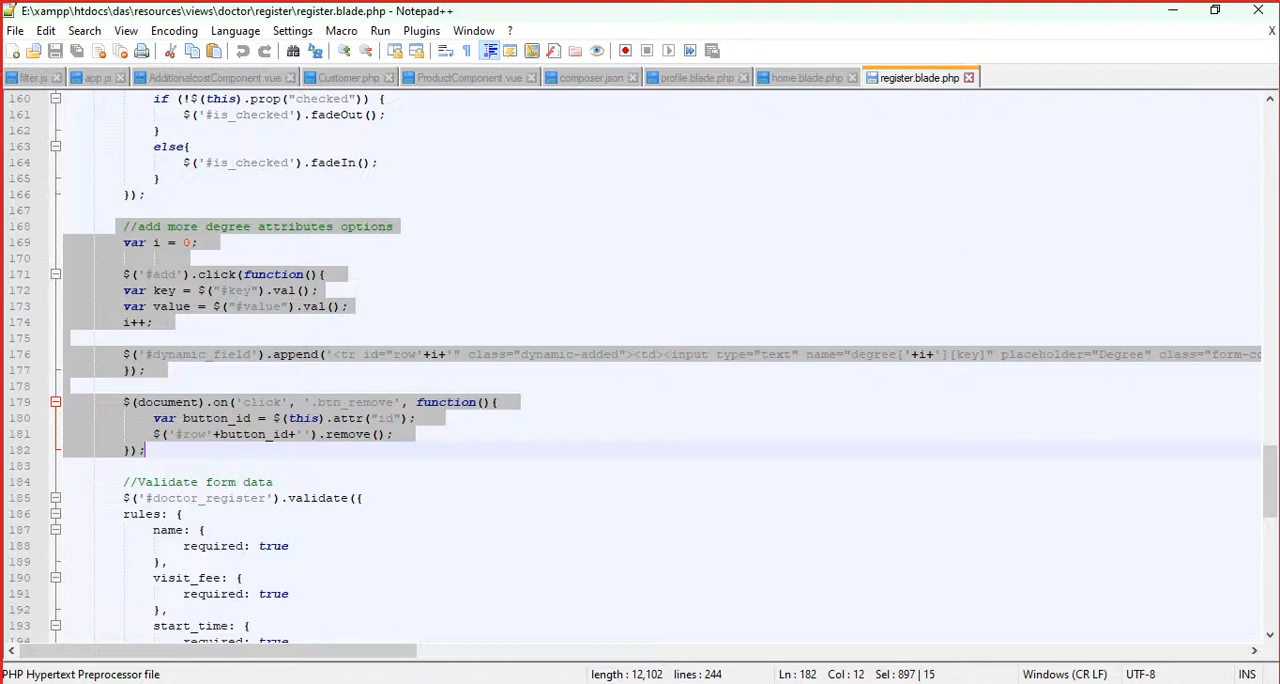 E:\xampp\htdocs\das\resources\views\doctor\register\register.blade.php - Notepad++
File Edit Search View Encoding Language Settings Macro Run Plugins Window ? X
filter.js app.js AdditionalcostComponent.vue Customer.php ProductComponent.vue composer.json profile.blade.php home.blade.php register.blade.php
160 if (!$(this).prop("checked")) {
161 $('#is_checked').fadeOut();
162 }
163 else{
164 $('#is_checked').fadeIn();
165 }
166 });
167
168 //add more degree attributes options
169 var i = 0;
170
171 $('#add').click(function(){
172 var key = $("#key").val();
173 var value = $("#value").val();
174 i++;
175
176 $('#dynamic_field').append('<tr id="row'+i+'" class="dynamic-added"><td><input type="text" name="degree['+i+'][key]" placeholder="Degree" class="form-co
177 });
178
179 $(document).on('click', '.btn_remove', function(){
180 var button_id = $(this).attr("id");
181 $('#row'+button_id+'').remove();
182 });
183
184 //Validate form data
185 $('#doctor_register').validate({
186 rules: {
187 name: {
188 required: true
189 },
190 visit_fee: {
191 required: true
192 },
193 start_time: {
194 required: true
PHP Hypertext Preprocessor file length : 12,102 lines : 244 Ln : 182 Col : 12 Sel : 897 | 15 Windows (CR LF) UTF-8 INS